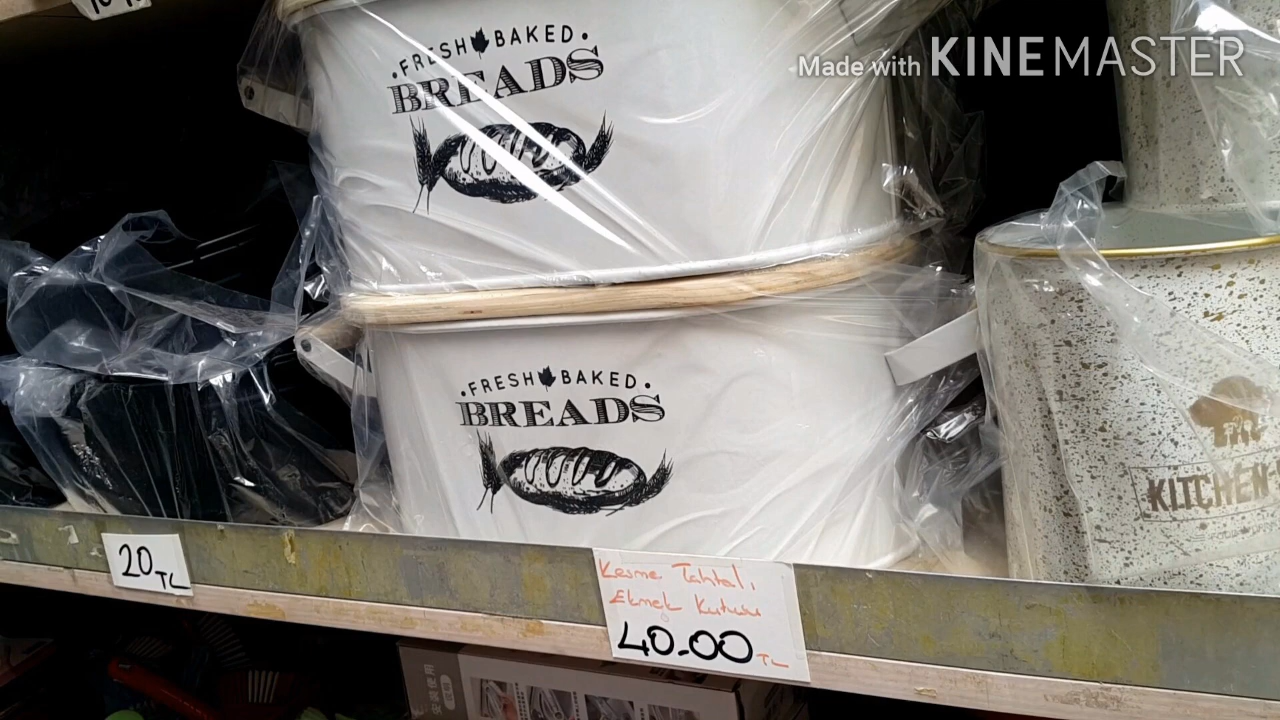 Made with KINEMASTER
FRESH BAKED
BREADS
FRESH BAKED
BREADS
KITCHEN
20 TL
Kesme Tahtalı
Ekmek Kutusu
40.00 TL